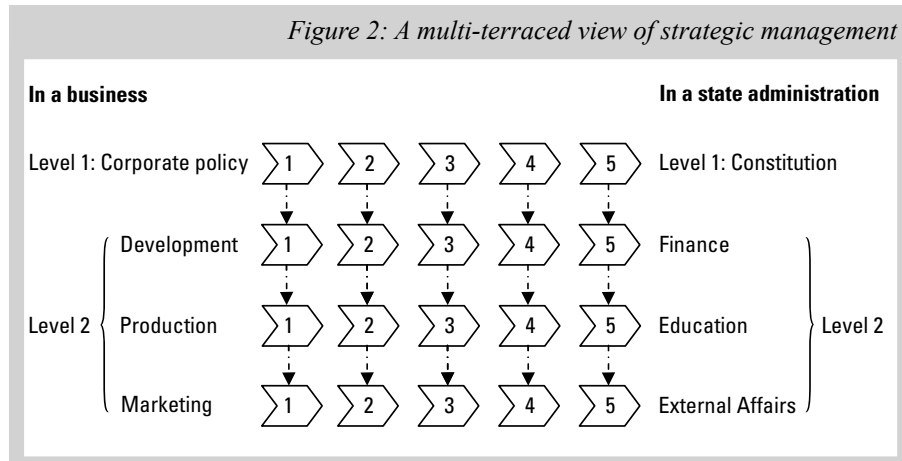 Figure 2: A multi-terraced view of strategic management
In a business In a state administration
Level 1: Corporate policy 1 2 3 4 5 Level 1: Constitution
Development 1 2 3 4 5 Finance
Level 2 Production 1 2 3 4 5 Education Level 2
Marketing 1 2 3 4 5 External Affairs